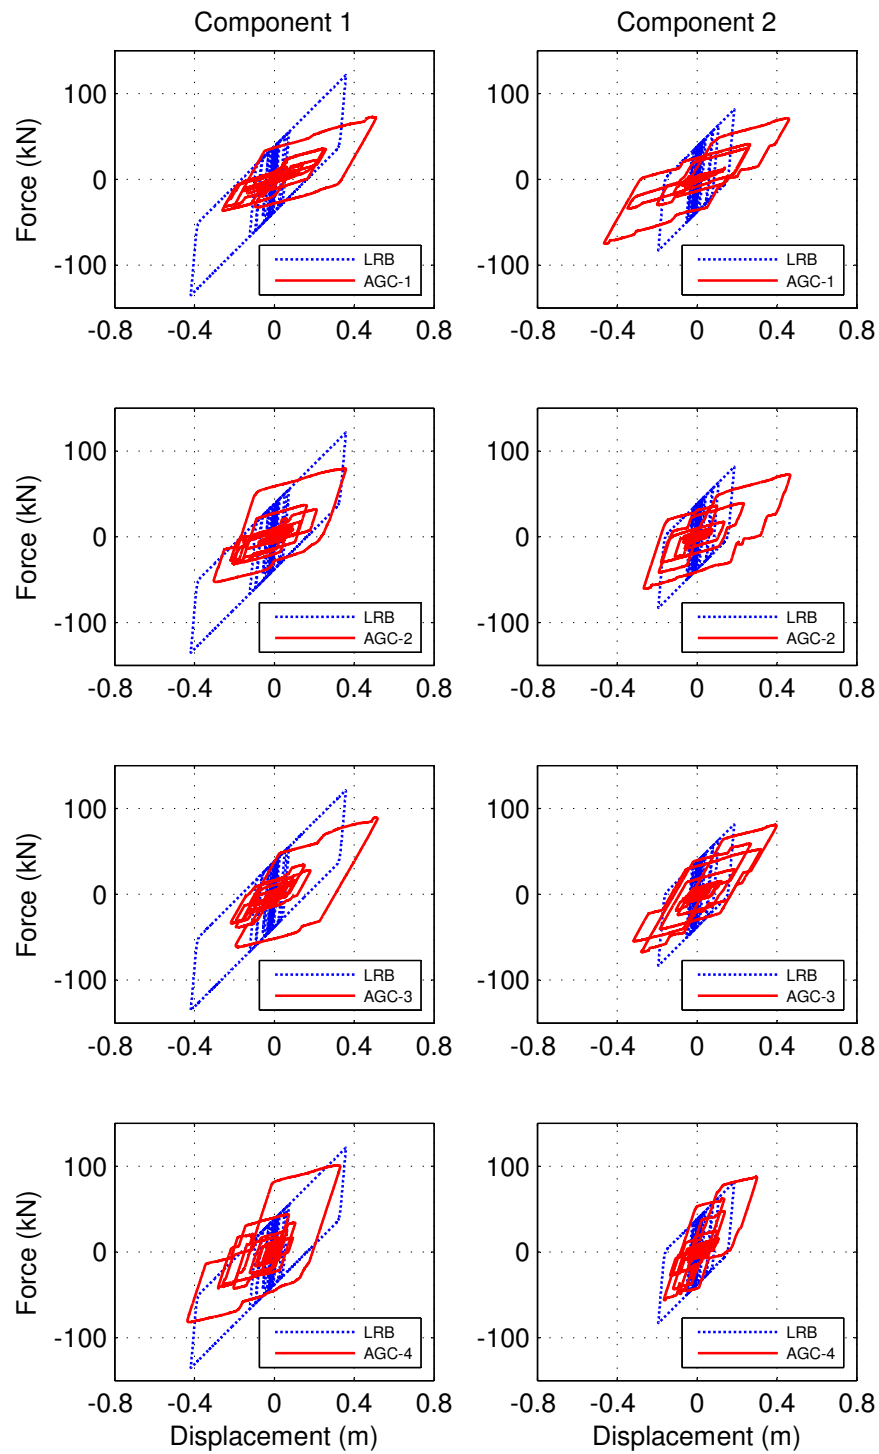 Component 1
Component 2
Force (kN)
100
0
-100
-0.8 -0.4 0 0.4 0.8
LRB
AGC-1
100
0
-100
-0.8 -0.4 0 0.4 0.8
LRB
AGC-1
Force (kN)
100
0
-100
-0.8 -0.4 0 0.4 0.8
LRB
AGC-2
100
0
-100
-0.8 -0.4 0 0.4 0.8
LRB
AGC-2
Force (kN)
100
0
-100
-0.8 -0.4 0 0.4 0.8
LRB
AGC-3
100
0
-100
-0.8 -0.4 0 0.4 0.8
LRB
AGC-3
Force (kN)
100
0
-100
-0.8 -0.4 0 0.4 0.8
LRB
AGC-4
Displacement (m)
100
0
-100
-0.8 -0.4 0 0.4 0.8
LRB
AGC-4
Displacement (m)